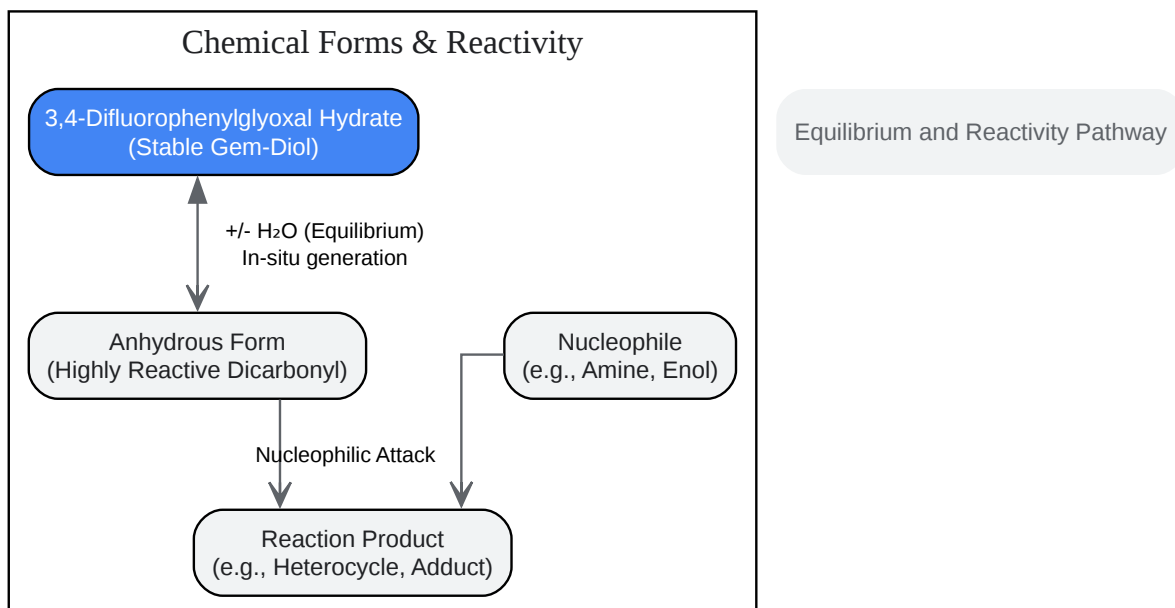 Chemical Forms & Reactivity
3,4-Difluorophenylglyoxal Hydrate
(Stable Gem-Diol)
Equilibrium and Reactivity Pathway
+/- H₂O (Equilibrium)
In-situ generation
Anhydrous Form
(Highly Reactive Dicarbonyl)
Nucleophile
(e.g., Amine, Enol)
Nucleophilic Attack
Reaction Product
(e.g., Heterocycle, Adduct)